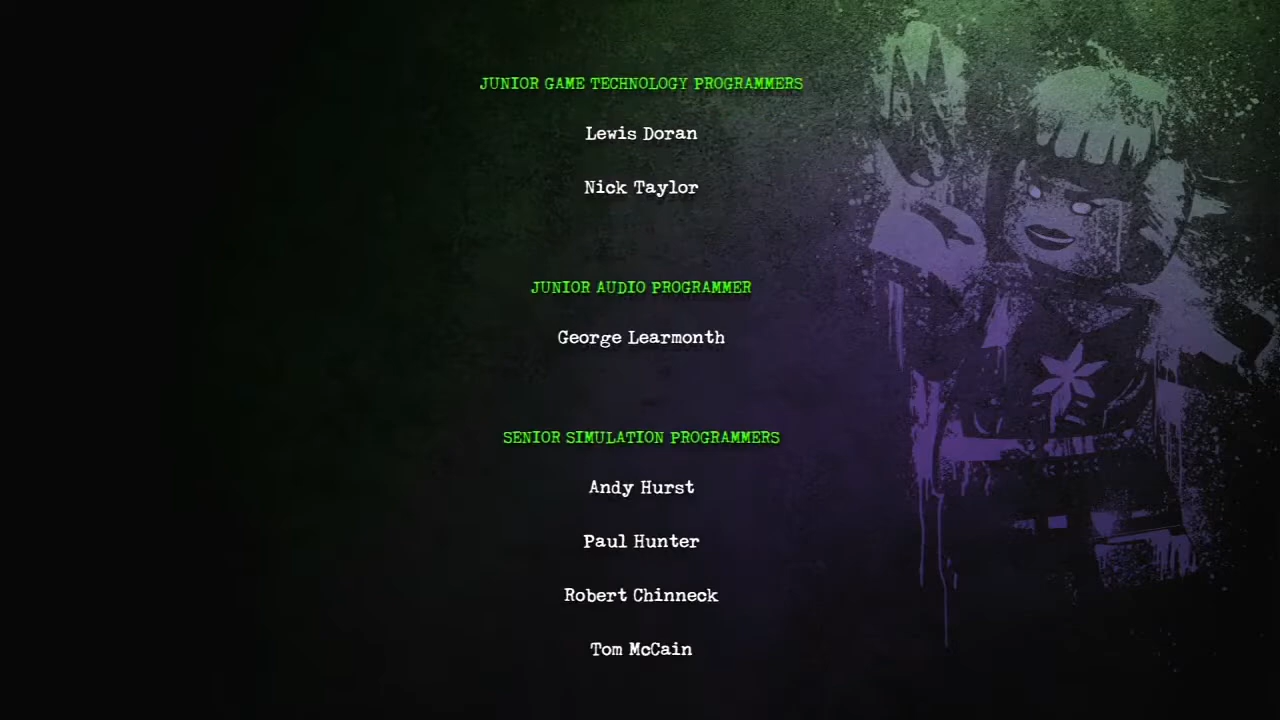 JUNIOR GAME TECHNOLOGY PROGRAMMERS
Lewis Doran
Nick Taylor
JUNIOR AUDIO PROGRAMMER
George Learmonth
SENIOR SIMULATION PROGRAMMERS
Andy Hurst
Paul Hunter
Robert Chinneck
Tom McCain